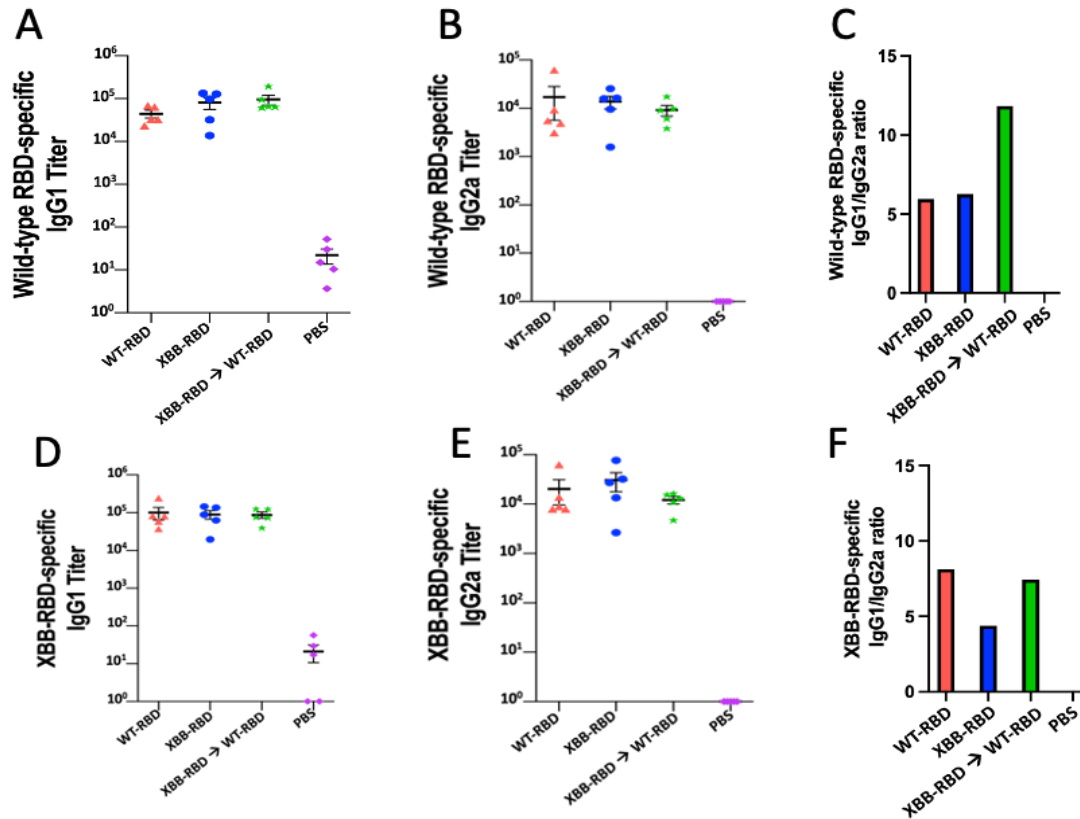 A
Wild-type RBD-specific
IgG1 Titer
10⁶
10⁵
10⁴
10³
10²
10¹
10⁰
WT-RBD
XBB-RBD
XBB-RBD → WT-RBD
PBS
B
Wild-type RBD-specific
IgG2a Titer
10⁵
10⁴
10³
10²
10¹
10⁰
WT-RBD
XBB-RBD
XBB-RBD → WT-RBD
PBS
C
Wild-type RBD-specific
IgG1/IgG2a ratio
15
10
5
0
WT-RBD
XBB-RBD
XBB-RBD → WT-RBD
PBS
D
XBB-RBD-specific
IgG1 Titer
10⁶
10⁵
10⁴
10³
10²
10¹
10⁰
WT-RBD
XBB-RBD
XBB-RBD → WT-RBD
PBS
E
XBB-RBD-specific
IgG2a Titer
10⁵
10⁴
10³
10²
10¹
10⁰
WT-RBD
XBB-RBD
XBB-RBD → WT-RBD
PBS
F
XBB-RBD-specific
IgG1/IgG2a ratio
15
10
5
0
WT-RBD
XBB-RBD
XBB-RBD → WT-RBD
PBS